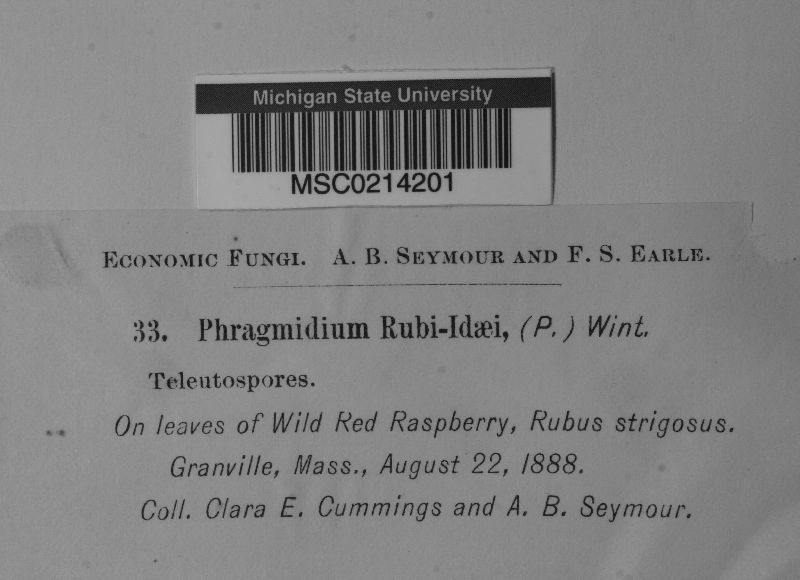 Michigan State University
MSC0214201
Economic Fungi. A. B. Seymour and F. S. Earle.
33. Phragmidium Rubi-Idæi, (P.) Wint.
Teleutospores.
On leaves of Wild Red Raspberry, Rubus strigosus.
Granville, Mass., August 22, 1888.
Coll. Clara E. Cummings and A. B. Seymour.